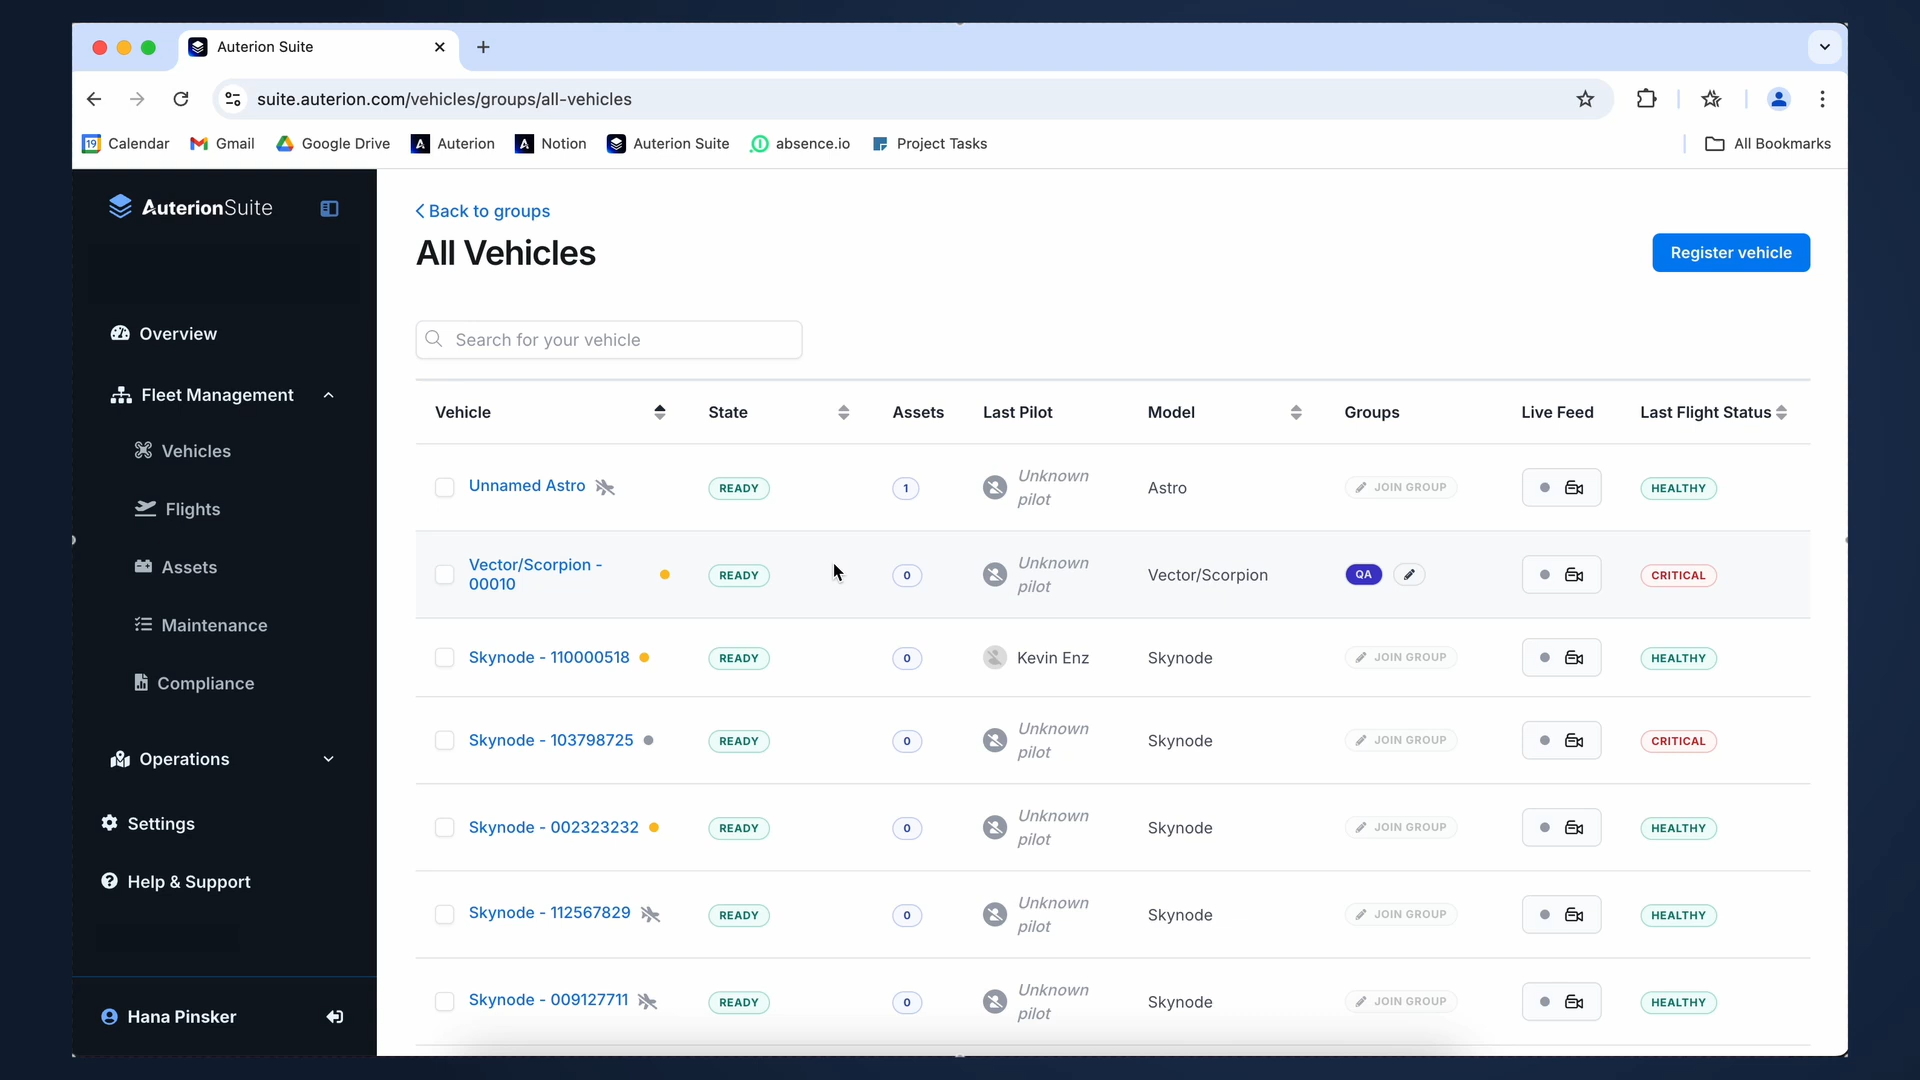 Auterion Suite
suite.auterion.com/vehicles/groups/all-vehicles
19 Calendar Gmail Google Drive A Auterion A Notion Auterion Suite absence.io Project Tasks All Bookmarks
AuterionSuite
Overview
Fleet Management
Vehicles
Flights
Assets
Maintenance
Compliance
Operations
Settings
Help & Support
Hana Pinsker
Back to groups
All Vehicles
Register vehicle
Search for your vehicle
Vehicle State Assets Last Pilot Model Groups Live Feed Last Flight Status
Unnamed Astro READY 1 Unknown pilot Astro JOIN GROUP HEALTHY
Vector/Scorpion - 00010 READY 0 Unknown pilot Vector/Scorpion QA CRITICAL
Skynode - 110000518 READY 0 Kevin Enz Skynode JOIN GROUP HEALTHY
Skynode - 103798725 READY 0 Unknown pilot Skynode JOIN GROUP CRITICAL
Skynode - 002323232 READY 0 Unknown pilot Skynode JOIN GROUP HEALTHY
Skynode - 112567829 READY 0 Unknown pilot Skynode JOIN GROUP HEALTHY
Skynode - 009127711 READY 0 Unknown pilot Skynode JOIN GROUP HEALTHY